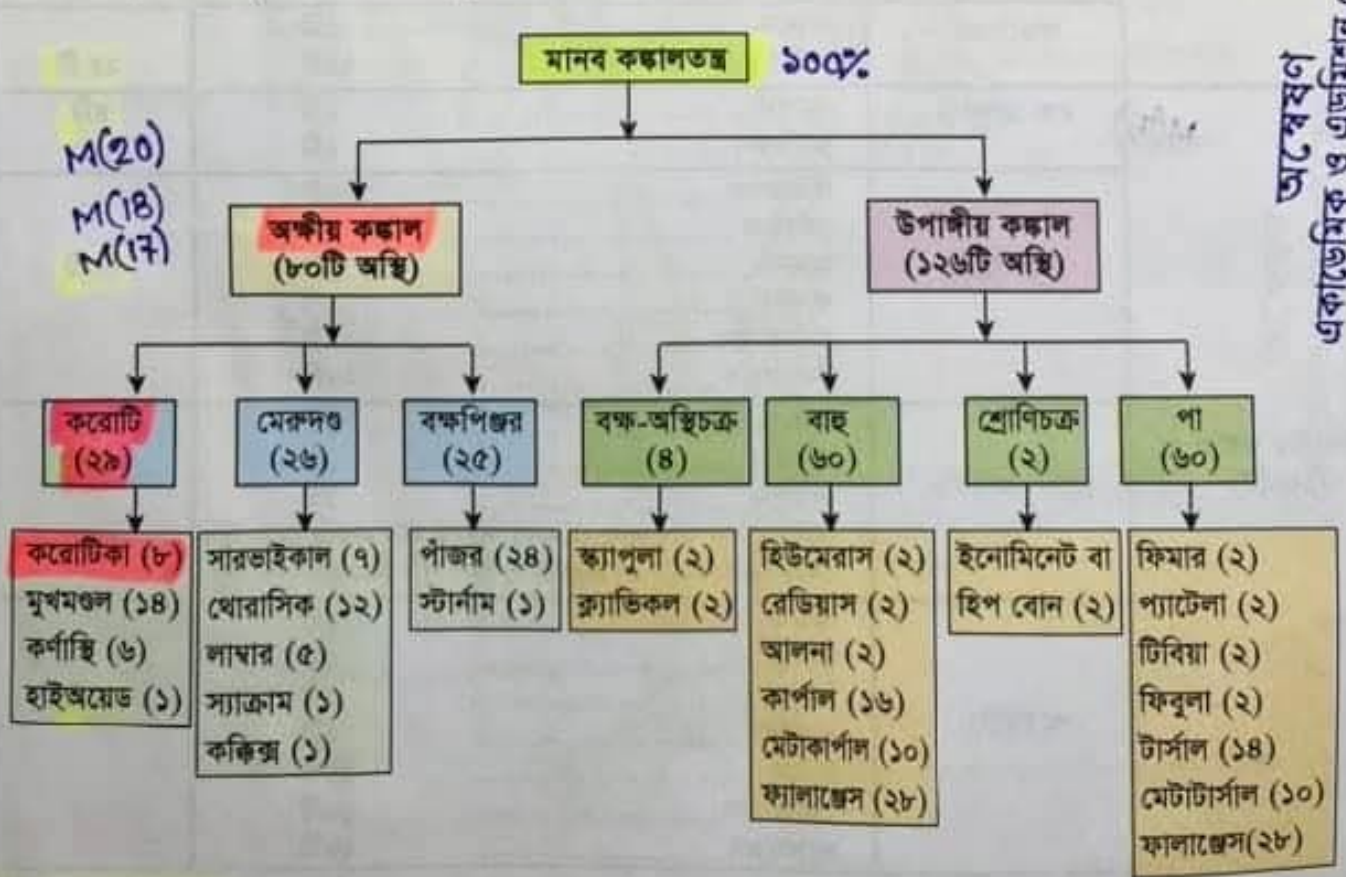 মানব কঙ্কালতন্ত্র
১০০%
M(20)
M(18)
M(17)
অক্ষীয় কঙ্কাল
(৮০টি অস্থি)
উপাঙ্গীয় কঙ্কাল
(১২৬টি অস্থি)
করোটি
(২৯)
মেরুদণ্ড
(২৬)
বক্ষপিঞ্জর
(২৫)
বক্ষ-অস্থিচক্র
(৪)
বাহু
(৬০)
শ্রোণিচক্র
(২)
পা
(৬০)
করোটিকা (৮)
মুখমণ্ডল (১৪)
কর্ণাস্থি (৬)
হাইঅয়েড (১)
সারভাইকাল (৭)
থোরাসিক (১২)
লাম্বার (৫)
স্যাক্রাম (১)
কক্কিক্স (১)
পাঁজর (২৪)
স্টার্নাম (১)
স্ক্যাপুলা (২)
ক্ল্যাভিকল (২)
হিউমেরাস (২)
রেডিয়াস (২)
আলনা (২)
কার্পাল (১৬)
মেটাকার্পাল (১০)
ফ্যালাঞ্জেস (২৮)
ইনোমিনেট বা
হিপ বোন (২)
ফিমার (২)
প্যাটেলা (২)
টিবিয়া (২)
ফিবুলা (২)
টার্সাল (১৪)
মেটাটার্সাল (১০)
ফালাঞ্জেস(২৮)
একাডেমিক ও এডমিশন